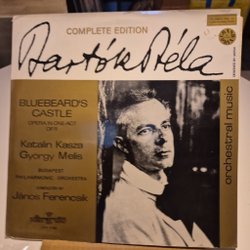 COMPLETE EDITION
Bartók Béla
BLUEBEARD'S
CASTLE
OPERA IN ONE ACT
OP. 11
Katalin Kasza
György Melis
BUDAPEST
PHILHARMONIC ORCHESTRA
CONDUCTED BY
János Ferencsik
orchestral music